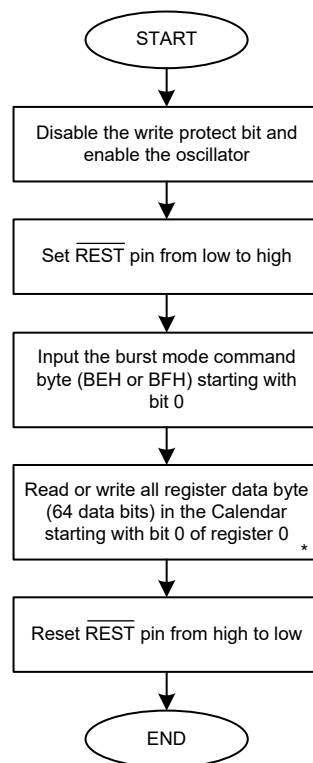 START
Disable the write protect bit and
enable the oscillator
Set REST pin from low to high
Input the burst mode command
byte (BEH or BFH) starting with
bit 0
Read or write all register data byte
(64 data bits) in the Calendar
starting with bit 0 of register 0
*
Reset REST pin from high to low
END